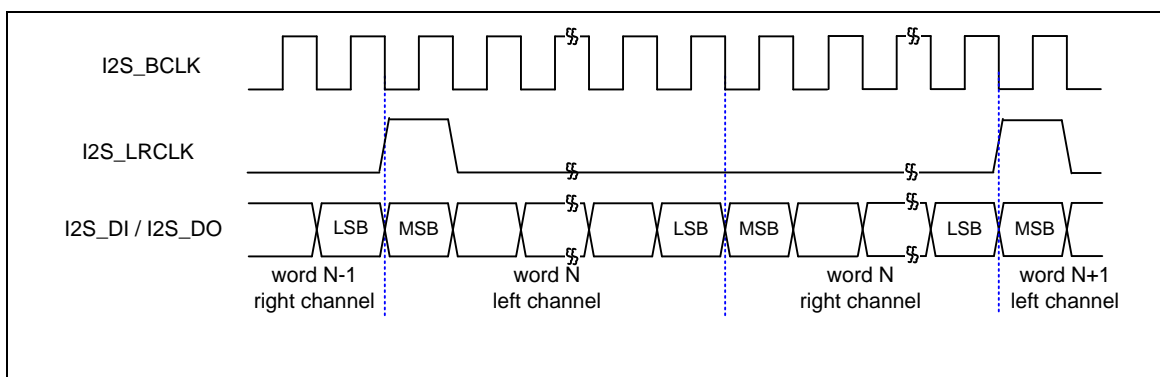 I2S_BCLK
I2S_LRCLK
I2S_DI / I2S_DO
LSB
MSB
LSB
MSB
LSB
MSB
word N-1
right channel
word N
left channel
word N
right channel
word N+1
left channel